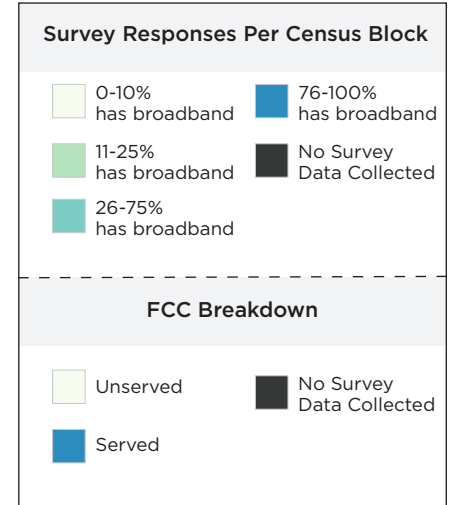 Survey Responses Per Census Block
0-10%
has broadband
11-25%
has broadband
26-75%
has broadband
76-100%
has broadband
No Survey
Data Collected
FCC Breakdown
Unserved
Served
No Survey
Data Collected